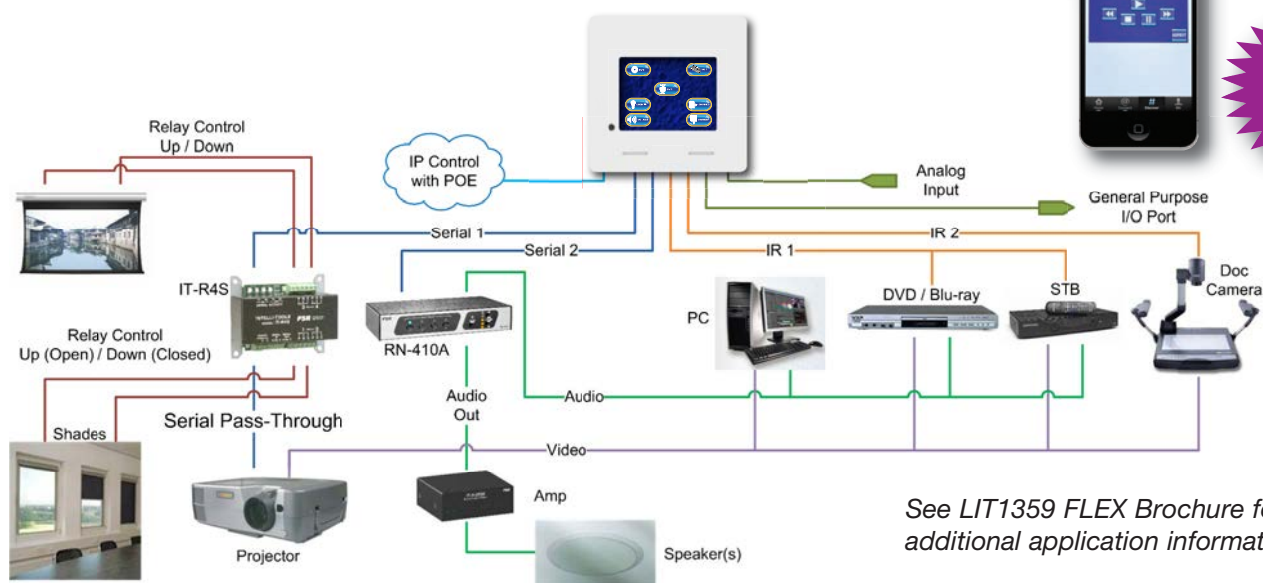 Relay Control
Up / Down
IP Control
with POE
Analog
Input
General Purpose
I/O Port
Serial 1
Serial 2
IR 2
IR 1
IT-R4S
RN-410A
PC
DVD / Blu-ray
STB
Doc
Camera
Relay Control
Up (Open) / Down (Closed)
Audio
Out
Audio
Serial Pass-Through
Shades
Video
Amp
Projector
Speaker(s)
See LIT1359 FLEX Brochure fo
additional application informat